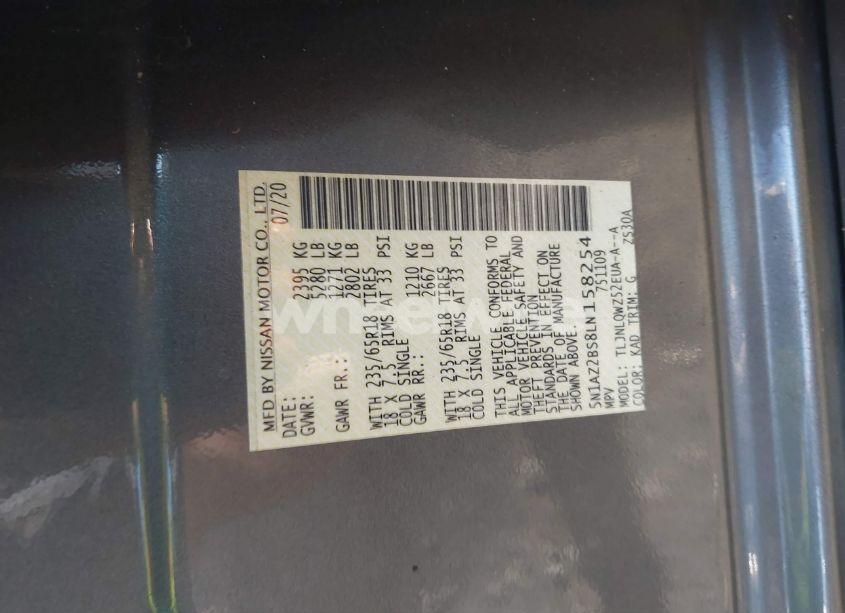 MFD BY NISSAN MOTOR CO., LTD.
DATE: 07/20
GVWR: 2395 KG
5280 LB
GAWR FR.: 1271 KG
2802 LB
WITH 235/65R18 TIRES
18 X 7.5 RIMS AT 33 PSI
COLD SINGLE
GAWR RR.: 1210 KG
2667 LB
WITH 235/65R18 TIRES
18 X 7.5 RIMS AT 33 PSI
COLD SINGLE
THIS VEHICLE CONFORMS TO
ALL APPLICABLE FEDERAL
MOTOR VEHICLE SAFETY AND
THEFT PREVENTION
STANDARDS IN EFFECT ON
THE DATE OF MANUFACTURE
SHOWN ABOVE.
5N1AZ2BS8LN158254
MPV 751109
MODEL: TLJNLQWZ52EUA-A--A
COLOR: KAD TRIM: G Z530A